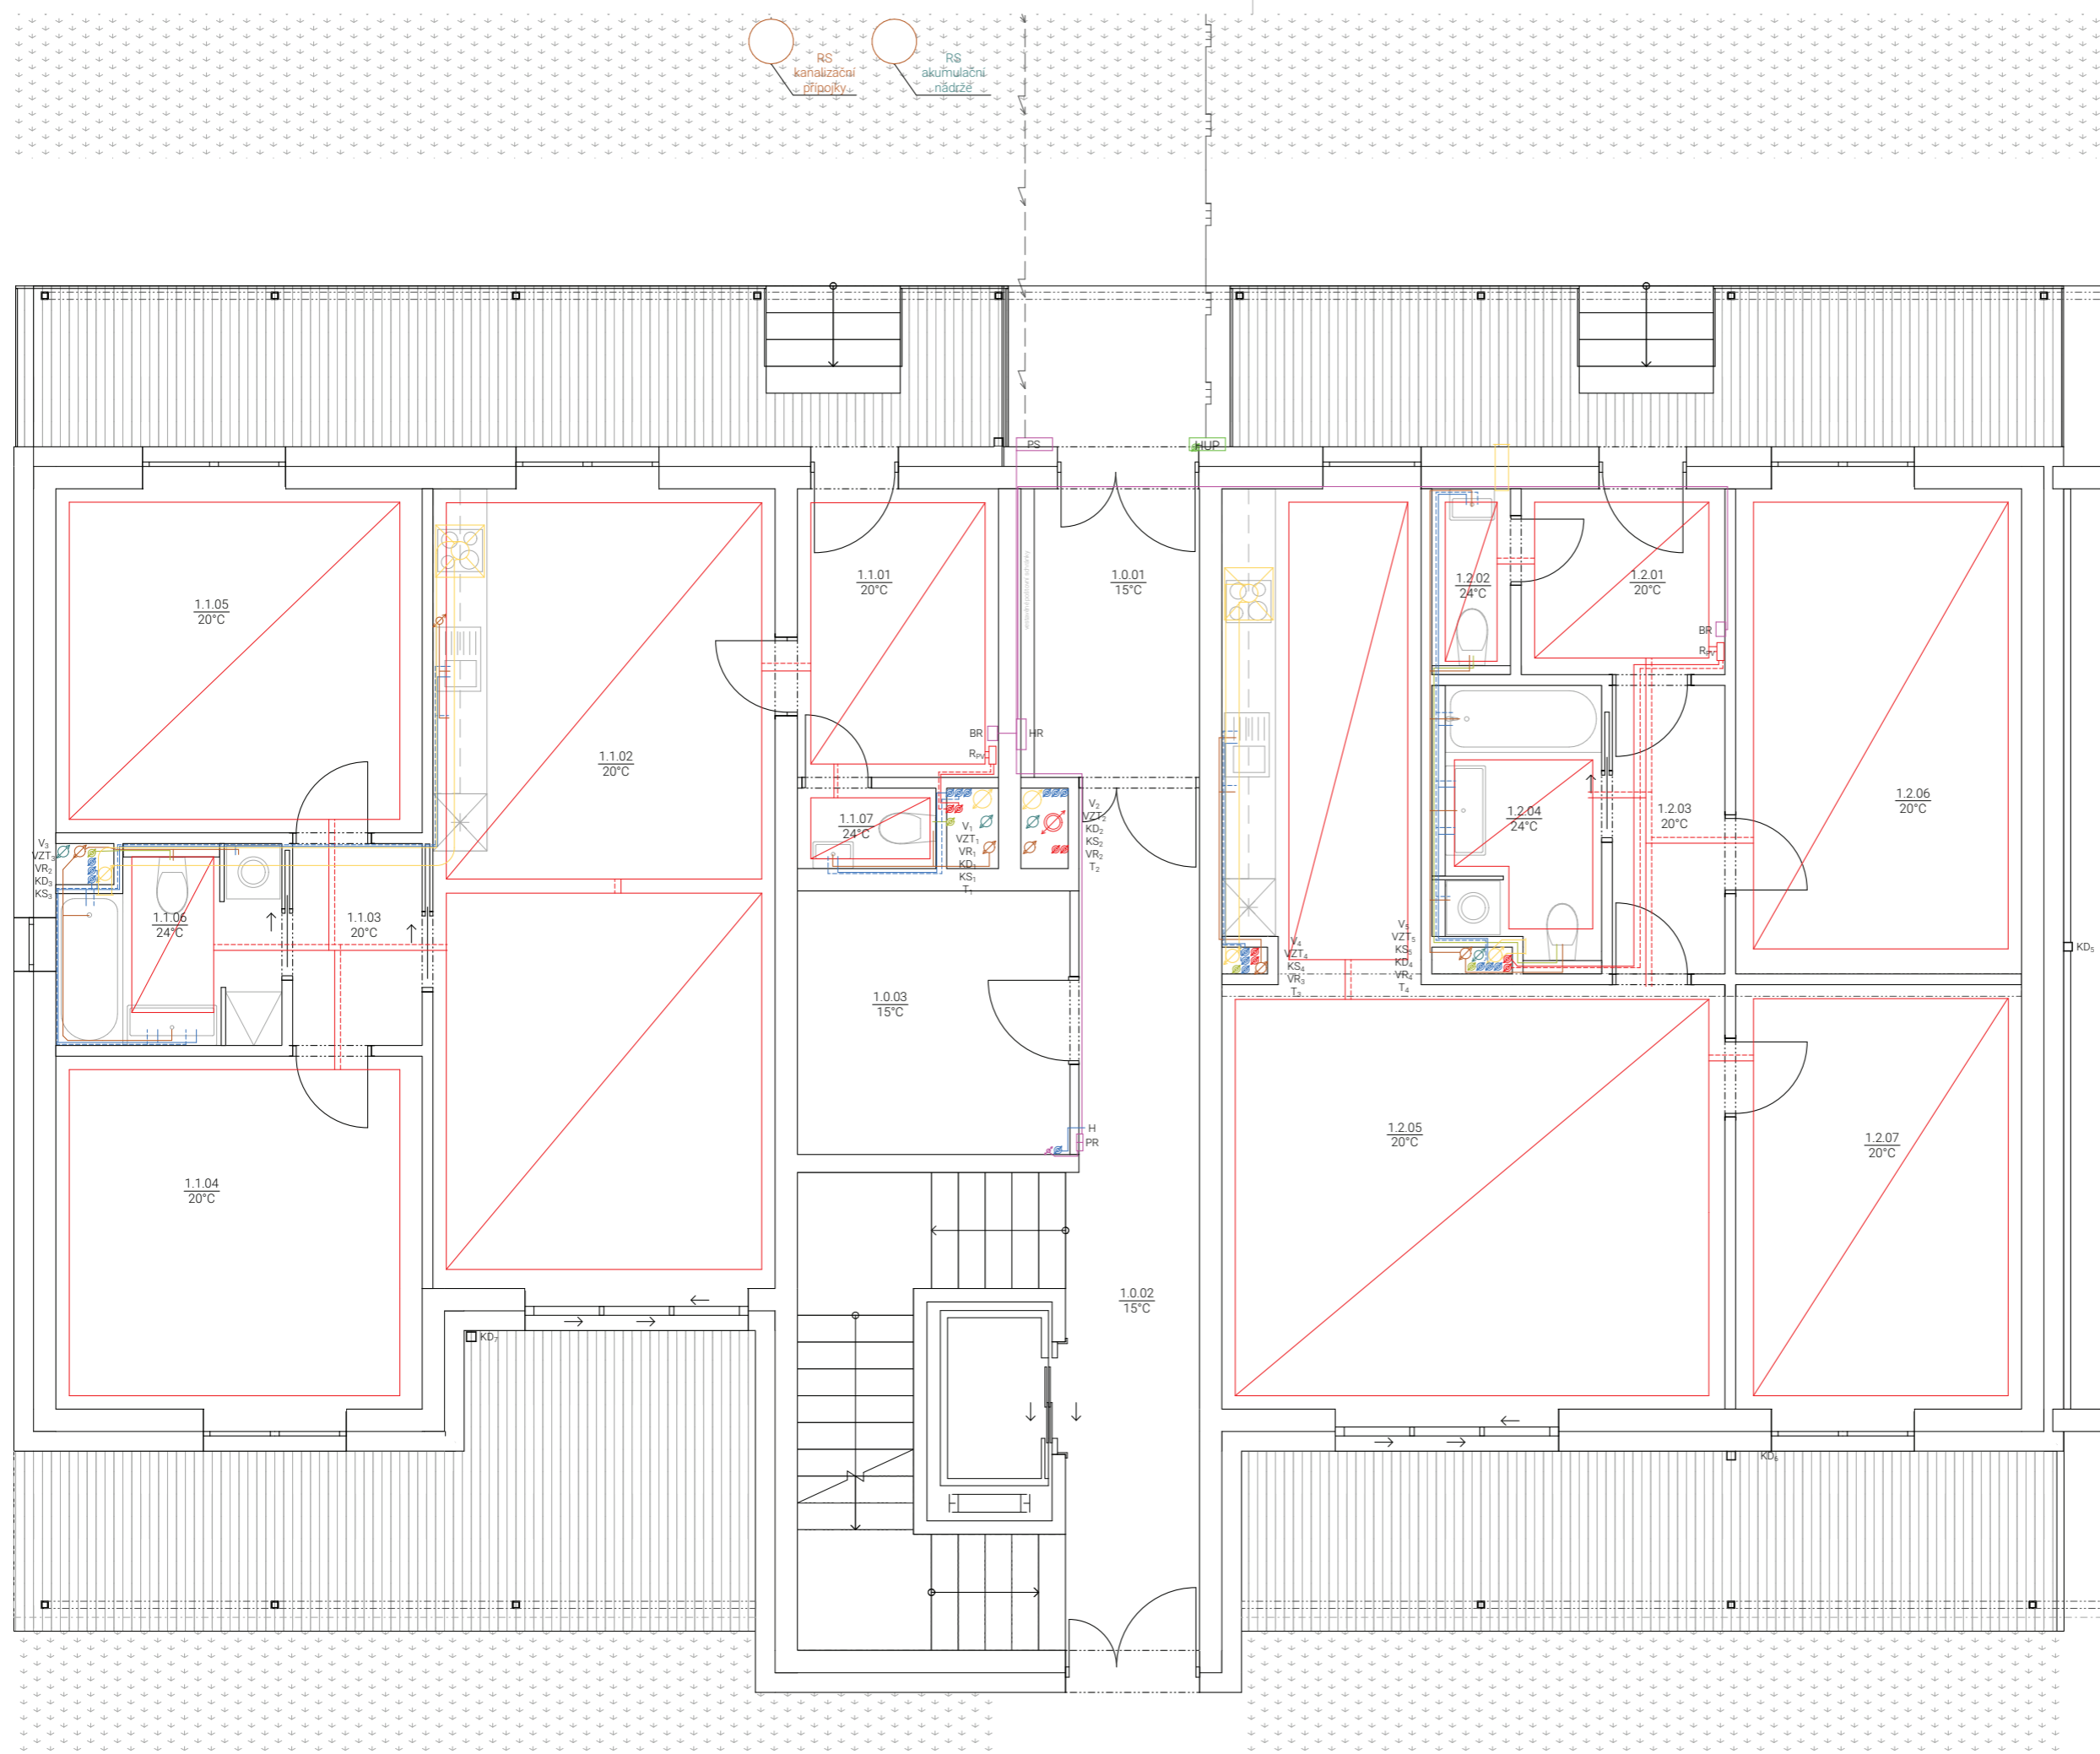 RS
kanalizační
přípojky
RS
akumulační
nádrže
PS
HUP
1.1.05
20°C
1.1.01
20°C
1.0.01
15°C
1.2.02
24°C
1.2.01
20°C
BR
R
1.1.02
20°C
BR
HR
RPV
1.2.06
20°C
1.2.03
20°C
1.2.04
24°C
1.1.07
24°C
V₁
VZT₁
VR₁
KD₁
KS₁
T₁
V₂
VZT₂
KD₂
KS₂
VR₂
T₂
V₃
VZT₃
VR₂
KD₃
KS₃
1.1.06
24°C
1.1.03
20°C
V₄
VZT₄
KS₄
VR₃
T₃
V₅
VZT₅
KS₅
KD₄
VR₄
T₄
KD₅
1.0.03
15°C
H
PR
1.2.05
20°C
1.2.07
20°C
1.1.04
20°C
1.0.02
15°C
KD₇
KD₆